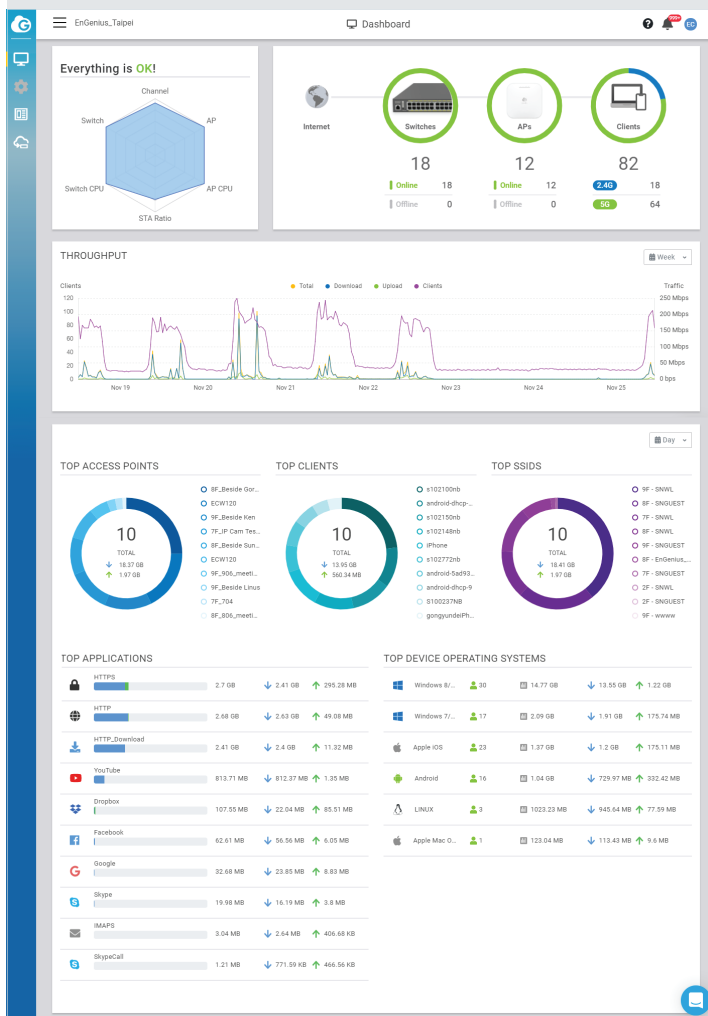 EnGenius_Taipei
Dashboard
999+
EC
Everything is OK!
Channel
Switch
AP
Switch CPU
AP CPU
STA Ratio
Internet
Switches
APs
Clients
18
12
82
Online 18
Online 12
2.4G 18
Offline 0
Offline 0
5G 64
THROUGHPUT
Week
Clients
Total Download Upload Clients
Traffic
120
100
80
60
40
20
0
250 Mbps
200 Mbps
150 Mbps
100 Mbps
50 Mbps
0 bps
Nov 19 Nov 20 Nov 21 Nov 22 Nov 23 Nov 24 Nov 25
Day
TOP ACCESS POINTS
10
TOTAL
18.37 GB
1.97 GB
8F_Beside Gor...
ECW120
9F_Beside Ken
7F_IP Cam Tes...
8F_Beside Sun...
ECW120
9F_906_meeti...
9F_Beside Linus
7F_704
8F_806_meeti...
TOP CLIENTS
10
TOTAL
13.95 GB
560.34 MB
s102100nb
android-dhcp-...
s102150nb
s102148nb
iPhone
s102772nb
android-5ad93...
android-dhcp-9
S100237NB
gongyundeiPh...
TOP SSIDS
10
TOTAL
18.41 GB
1.97 GB
9F - SNWL
8F - SNGUEST
7F - SNWL
8F - SNWL
9F - SNGUEST
8F - EnGenius_...
7F - SNGUEST
2F - SNWL
2F - SNGUEST
9F - wwww
TOP APPLICATIONS
HTTPS
2.7 GB 2.41 GB 295.28 MB
HTTP
2.68 GB 2.63 GB 49.08 MB
HTTP_Download
2.41 GB 2.4 GB 11.32 MB
YouTube
813.71 MB 812.37 MB 1.35 MB
Dropbox
107.55 MB 22.04 MB 85.51 MB
Facebook
62.61 MB 56.56 MB 6.05 MB
Google
32.68 MB 23.85 MB 8.83 MB
Skype
19.98 MB 16.19 MB 3.8 MB
IMAPS
3.04 MB 2.64 MB 406.68 KB
SkypeCall
1.21 MB 771.59 KB 466.56 KB
TOP DEVICE OPERATING SYSTEMS
Windows 8/... 30 14.77 GB 13.55 GB 1.22 GB
Windows 7/... 17 2.09 GB 1.91 GB 175.74 MB
Apple iOS 23 1.37 GB 1.2 GB 175.11 MB
Android 16 1.04 GB 729.97 MB 332.42 MB
LINUX 3 1023.23 MB 945.64 MB 77.59 MB
Apple Mac O... 1 123.04 MB 113.43 MB 9.6 MB